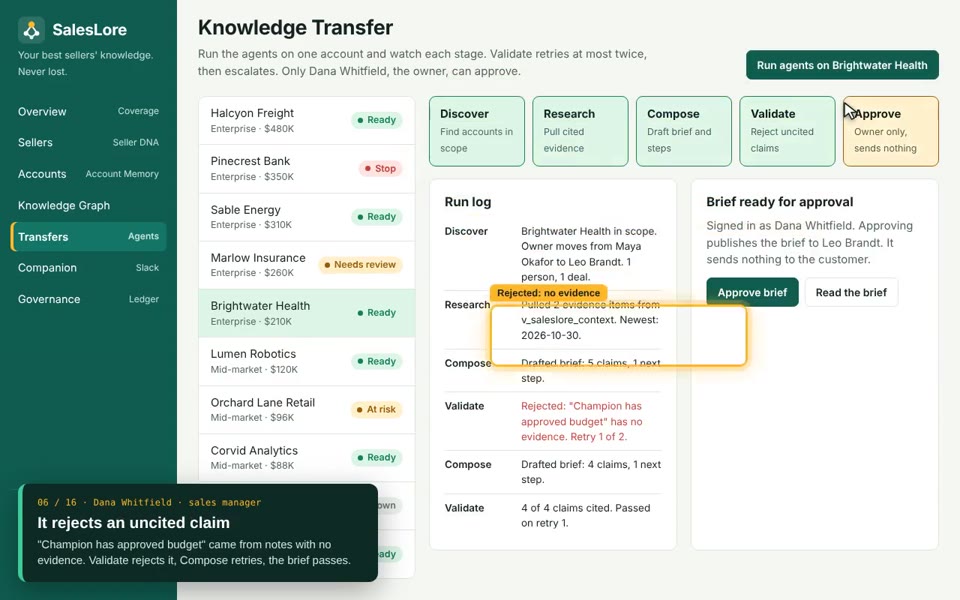 SalesLore
Your best sellers' knowledge.
Never lost.
Overview Coverage
Sellers Seller DNA
Accounts Account Memory
Knowledge Graph
Transfers Agents
Companion Slack
Governance Ledger
Knowledge Transfer
Run the agents on one account and watch each stage. Validate retries at most twice,
then escalates. Only Dana Whitfield, the owner, can approve.
Run agents on Brightwater Health
Halcyon Freight
Enterprise · $480K
Ready
Pinecrest Bank
Enterprise · $350K
Stop
Sable Energy
Enterprise · $310K
Ready
Marlow Insurance
Enterprise · $260K
Needs review
Brightwater Health
Enterprise · $210K
Ready
Lumen Robotics
Mid-market · $120K
Ready
Orchard Lane Retail
Mid-market · $96K
At risk
Corvid Analytics
Mid-market · $88K
Ready
Discover
Find accounts in
scope
Research
Pull cited
evidence
Compose
Draft brief and
steps
Validate
Reject uncited
claims
Approve
Owner only,
sends nothing
Run log
Discover
Brightwater Health in scope.
Owner moves from Maya
Okafor to Leo Brandt. 1
person, 1 deal.
Rejected: no evidence
Research
Pulled 2 evidence items from
v_saleslore_context. Newest:
2026-10-30.
Compose
Drafted brief: 5 claims, 1 next
step.
Validate
Rejected: "Champion has
approved budget" has no
evidence. Retry 1 of 2.
Compose
Drafted brief: 4 claims, 1 next
step.
Validate
4 of 4 claims cited. Passed
on retry 1.
Brief ready for approval
Signed in as Dana Whitfield. Approving
publishes the brief to Leo Brandt. It
sends nothing to the customer.
Approve brief
Read the brief
06 / 16 · Dana Whitfield · sales manager
It rejects an uncited claim
"Champion has approved budget" came from notes with no
evidence. Validate rejects it, Compose retries, the brief passes.